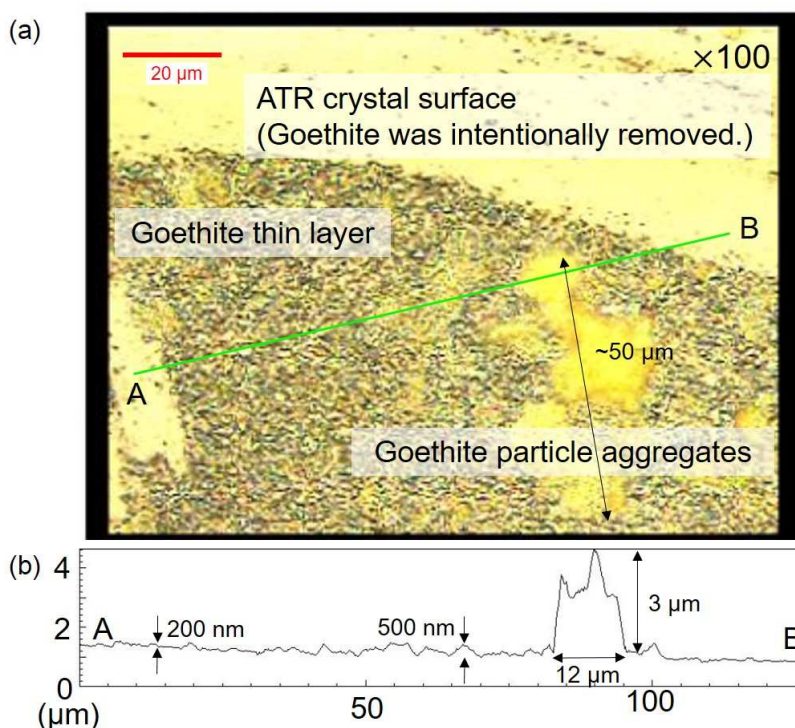 (a)
20 µm
×100
ATR crystal surface
(Goethite was intentionally removed.)
Goethite thin layer
B
A
~50 µm
Goethite particle aggregates
(b)
4
2
0
(µm)
A
200 nm
500 nm
3 µm
12 µm
B
50
100